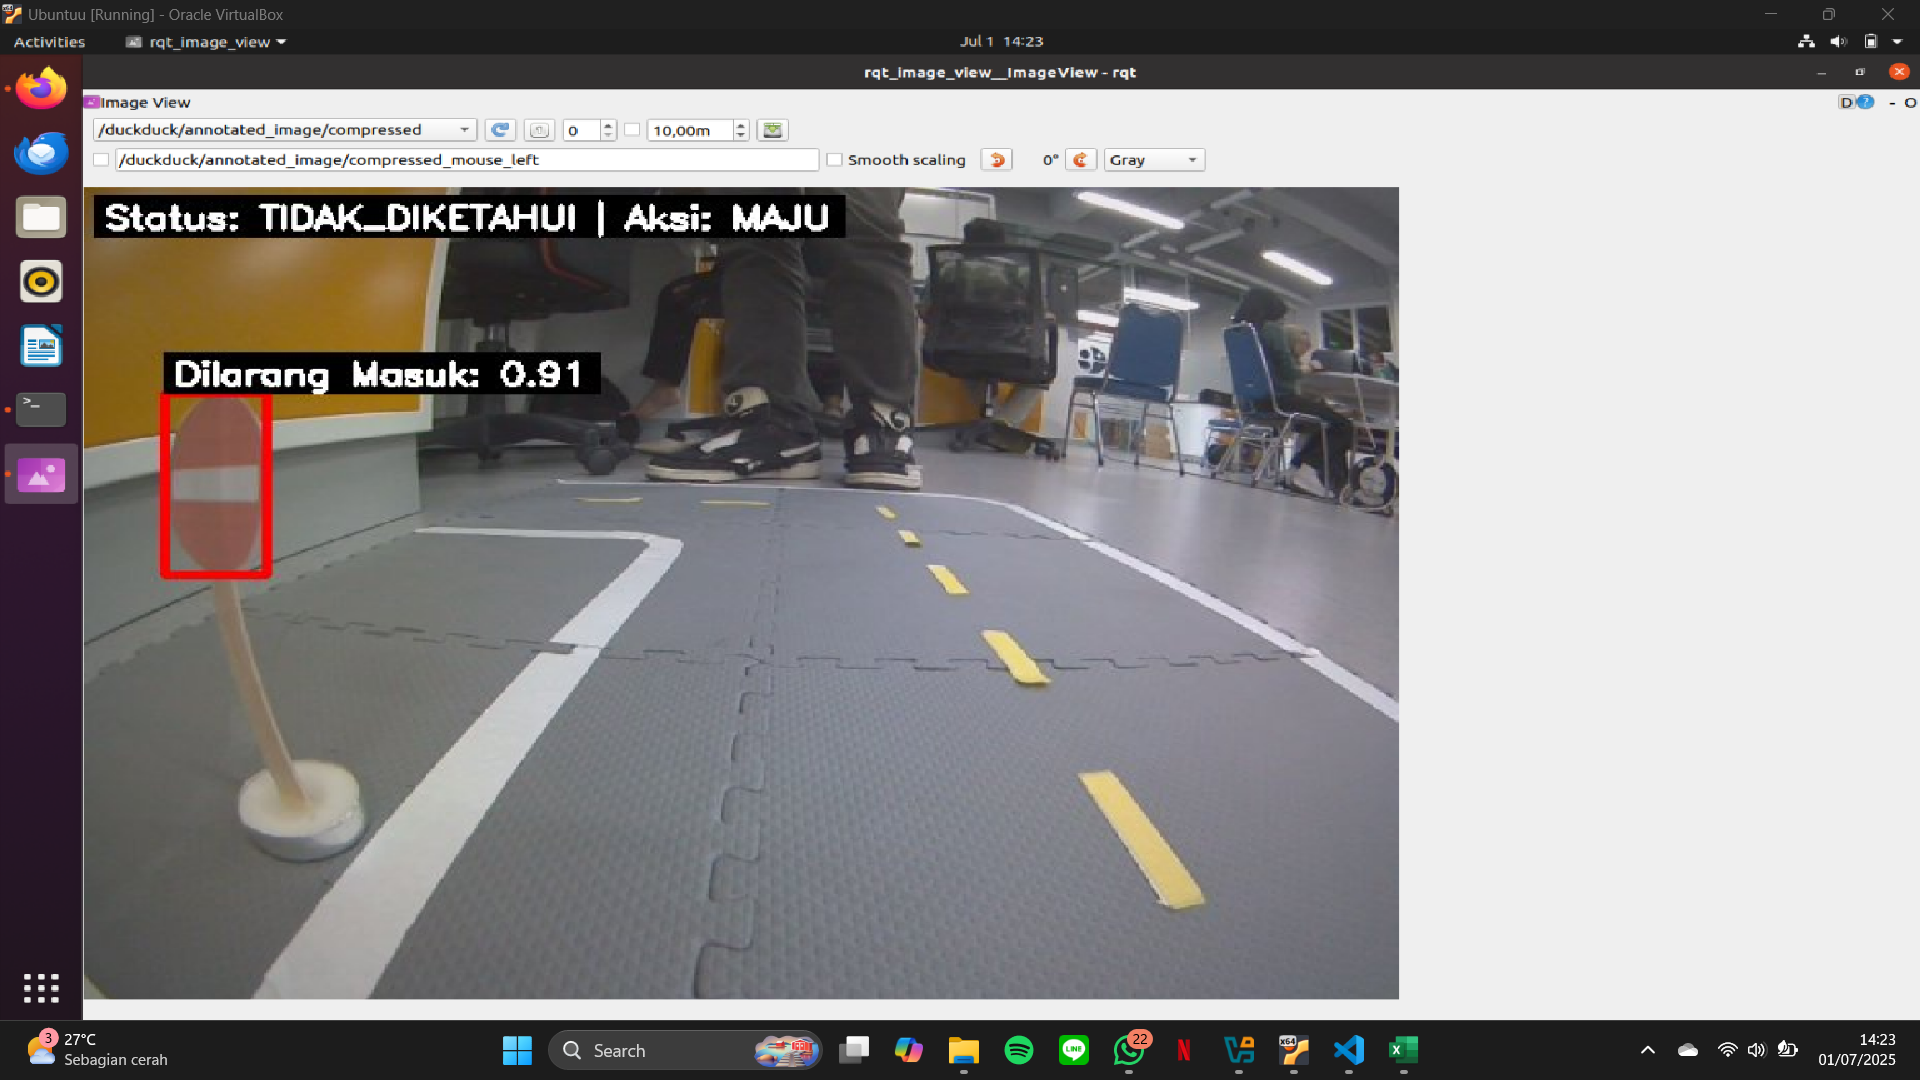 Ubuntuu [Running] - Oracle VirtualBox
Activities
rqt_image_view
Jul 1 14:23
rqt_image_view__ImageView - rqt
Image View
D
?
- O
/duckduck/annotated_image/compressed
0
10,00m
/duckduck/annotated_image/compressed_mouse_left
Smooth scaling
0°
Gray
Status: TIDAK_DIKETAHUI | Aksi: MAJU
Dilarang Masuk: 0.91
>_
3
27°C
Sebagian cerah
Search
LINE
22
N
x64
X
14:23
01/07/2025